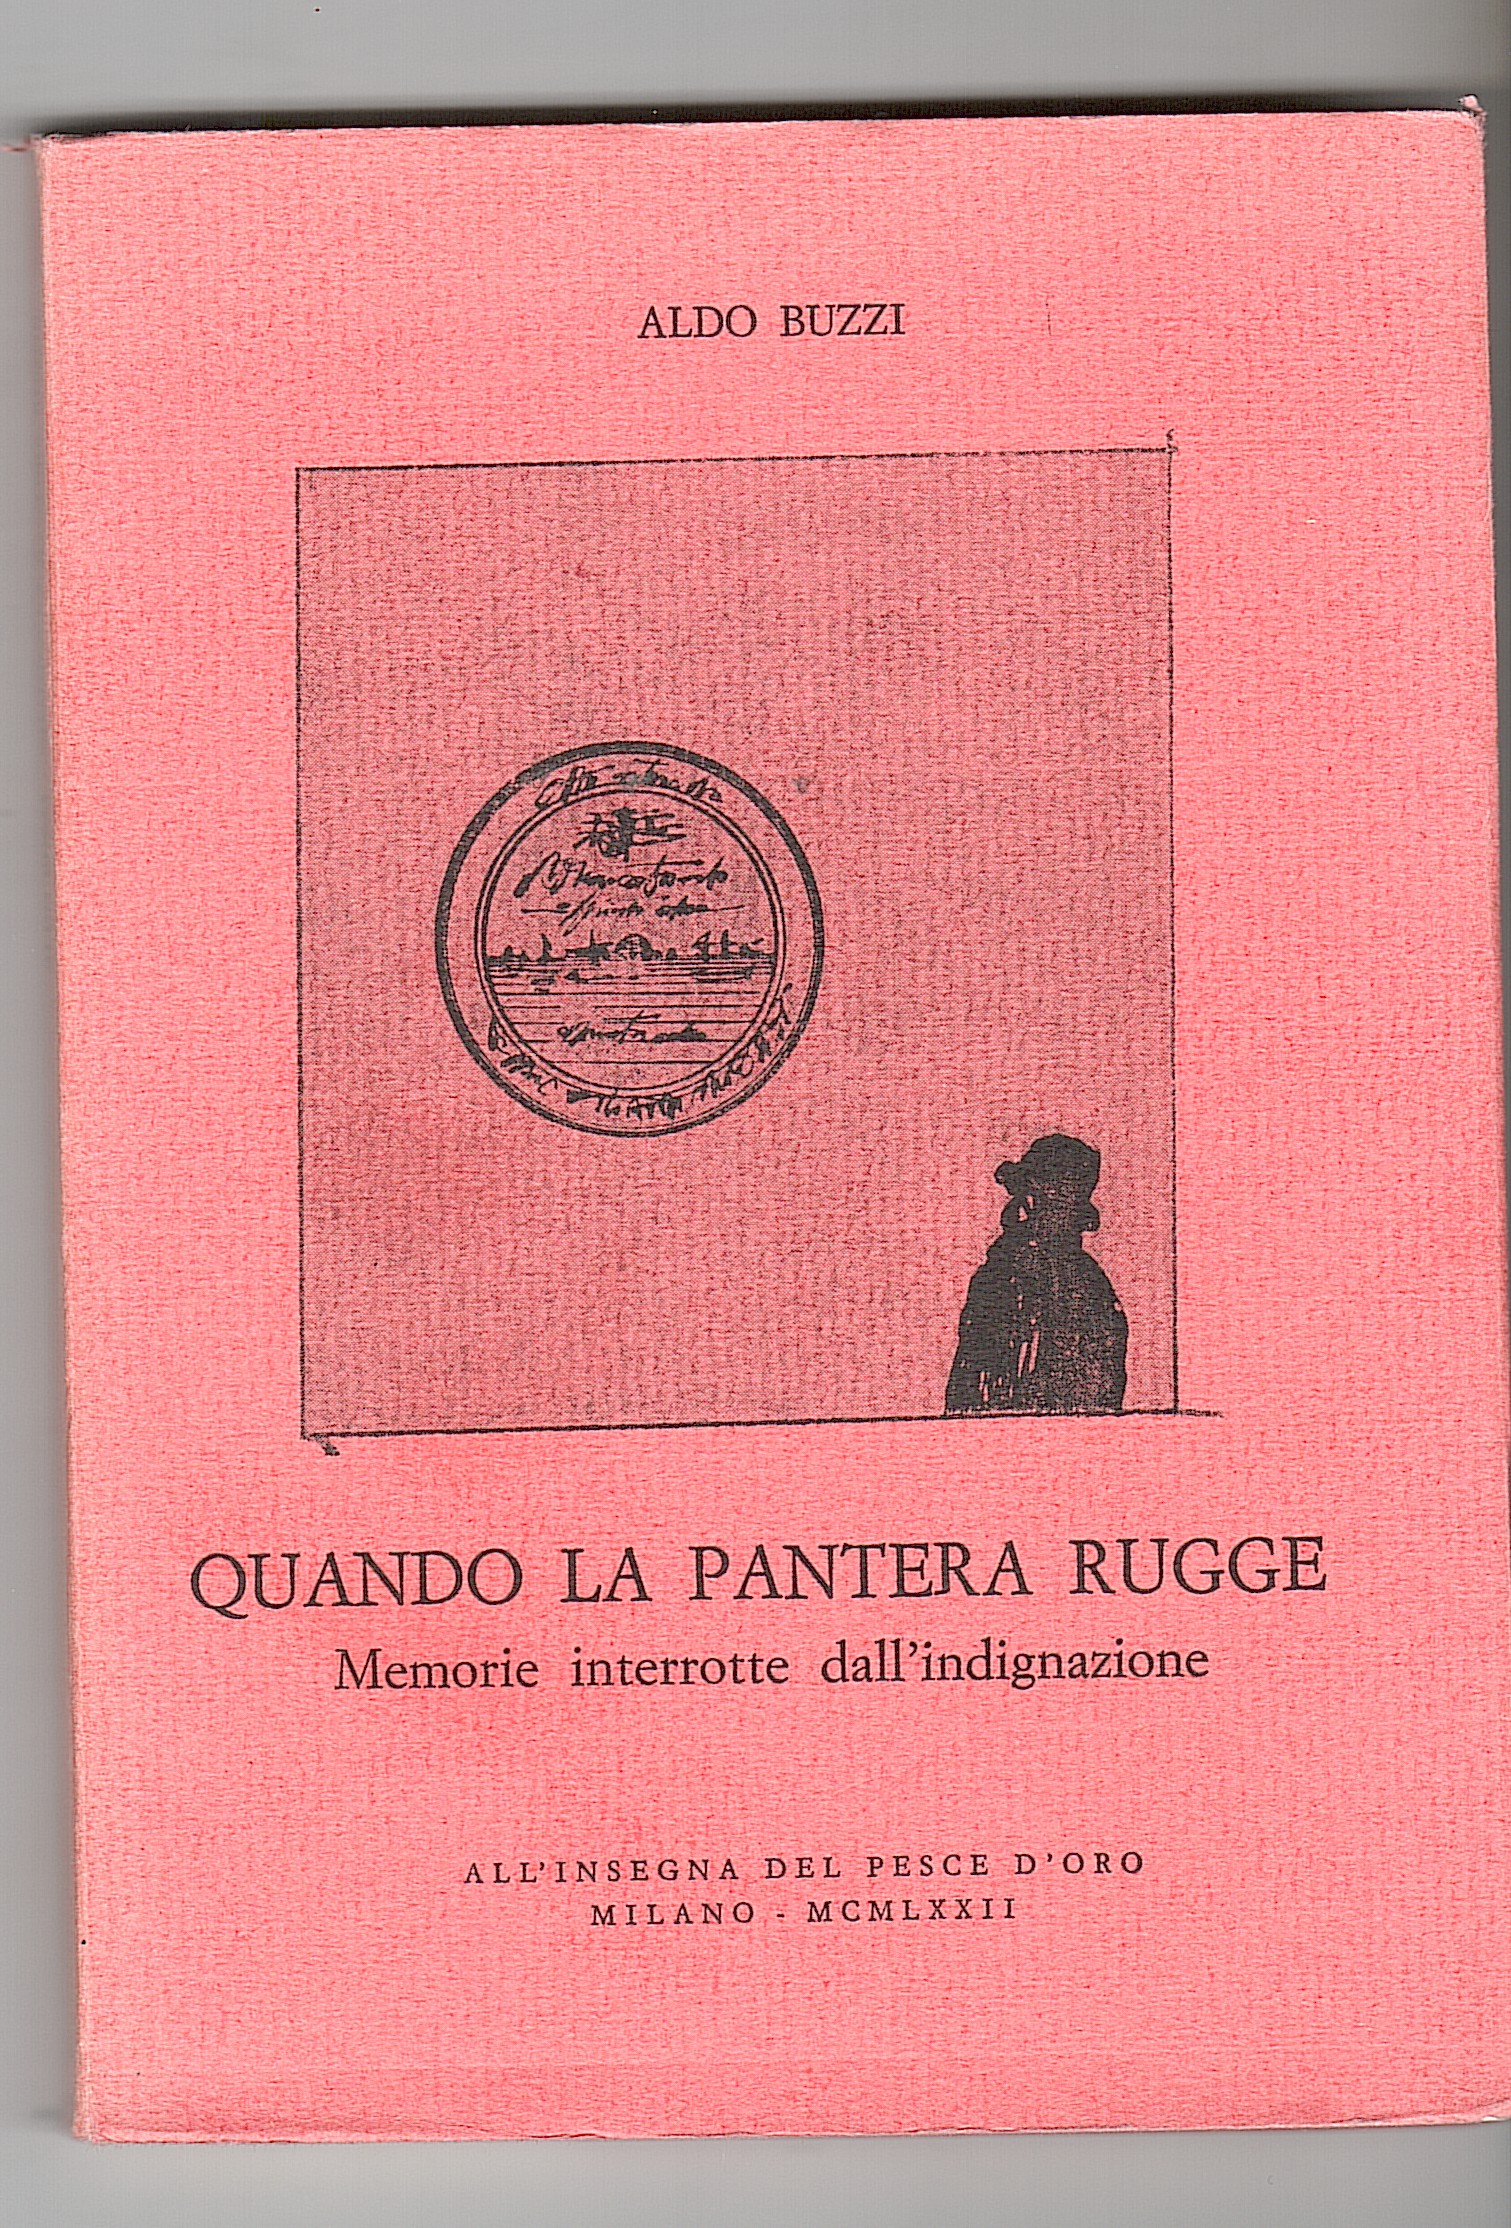 ALDO BUZZI
QUANDO LA PANTERA RUGGE
Memorie interrotte dall'indignazione
ALL'INSEGNA DEL PESCE D'ORO
MILANO - MCMLXXII